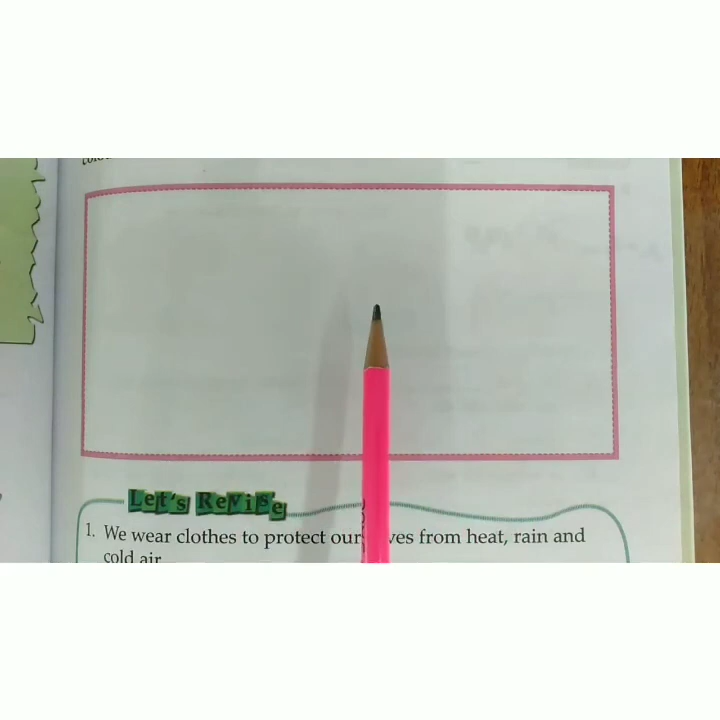 Let's Revise
1. We wear clothes to protect our ves from heat, rain and
cold air